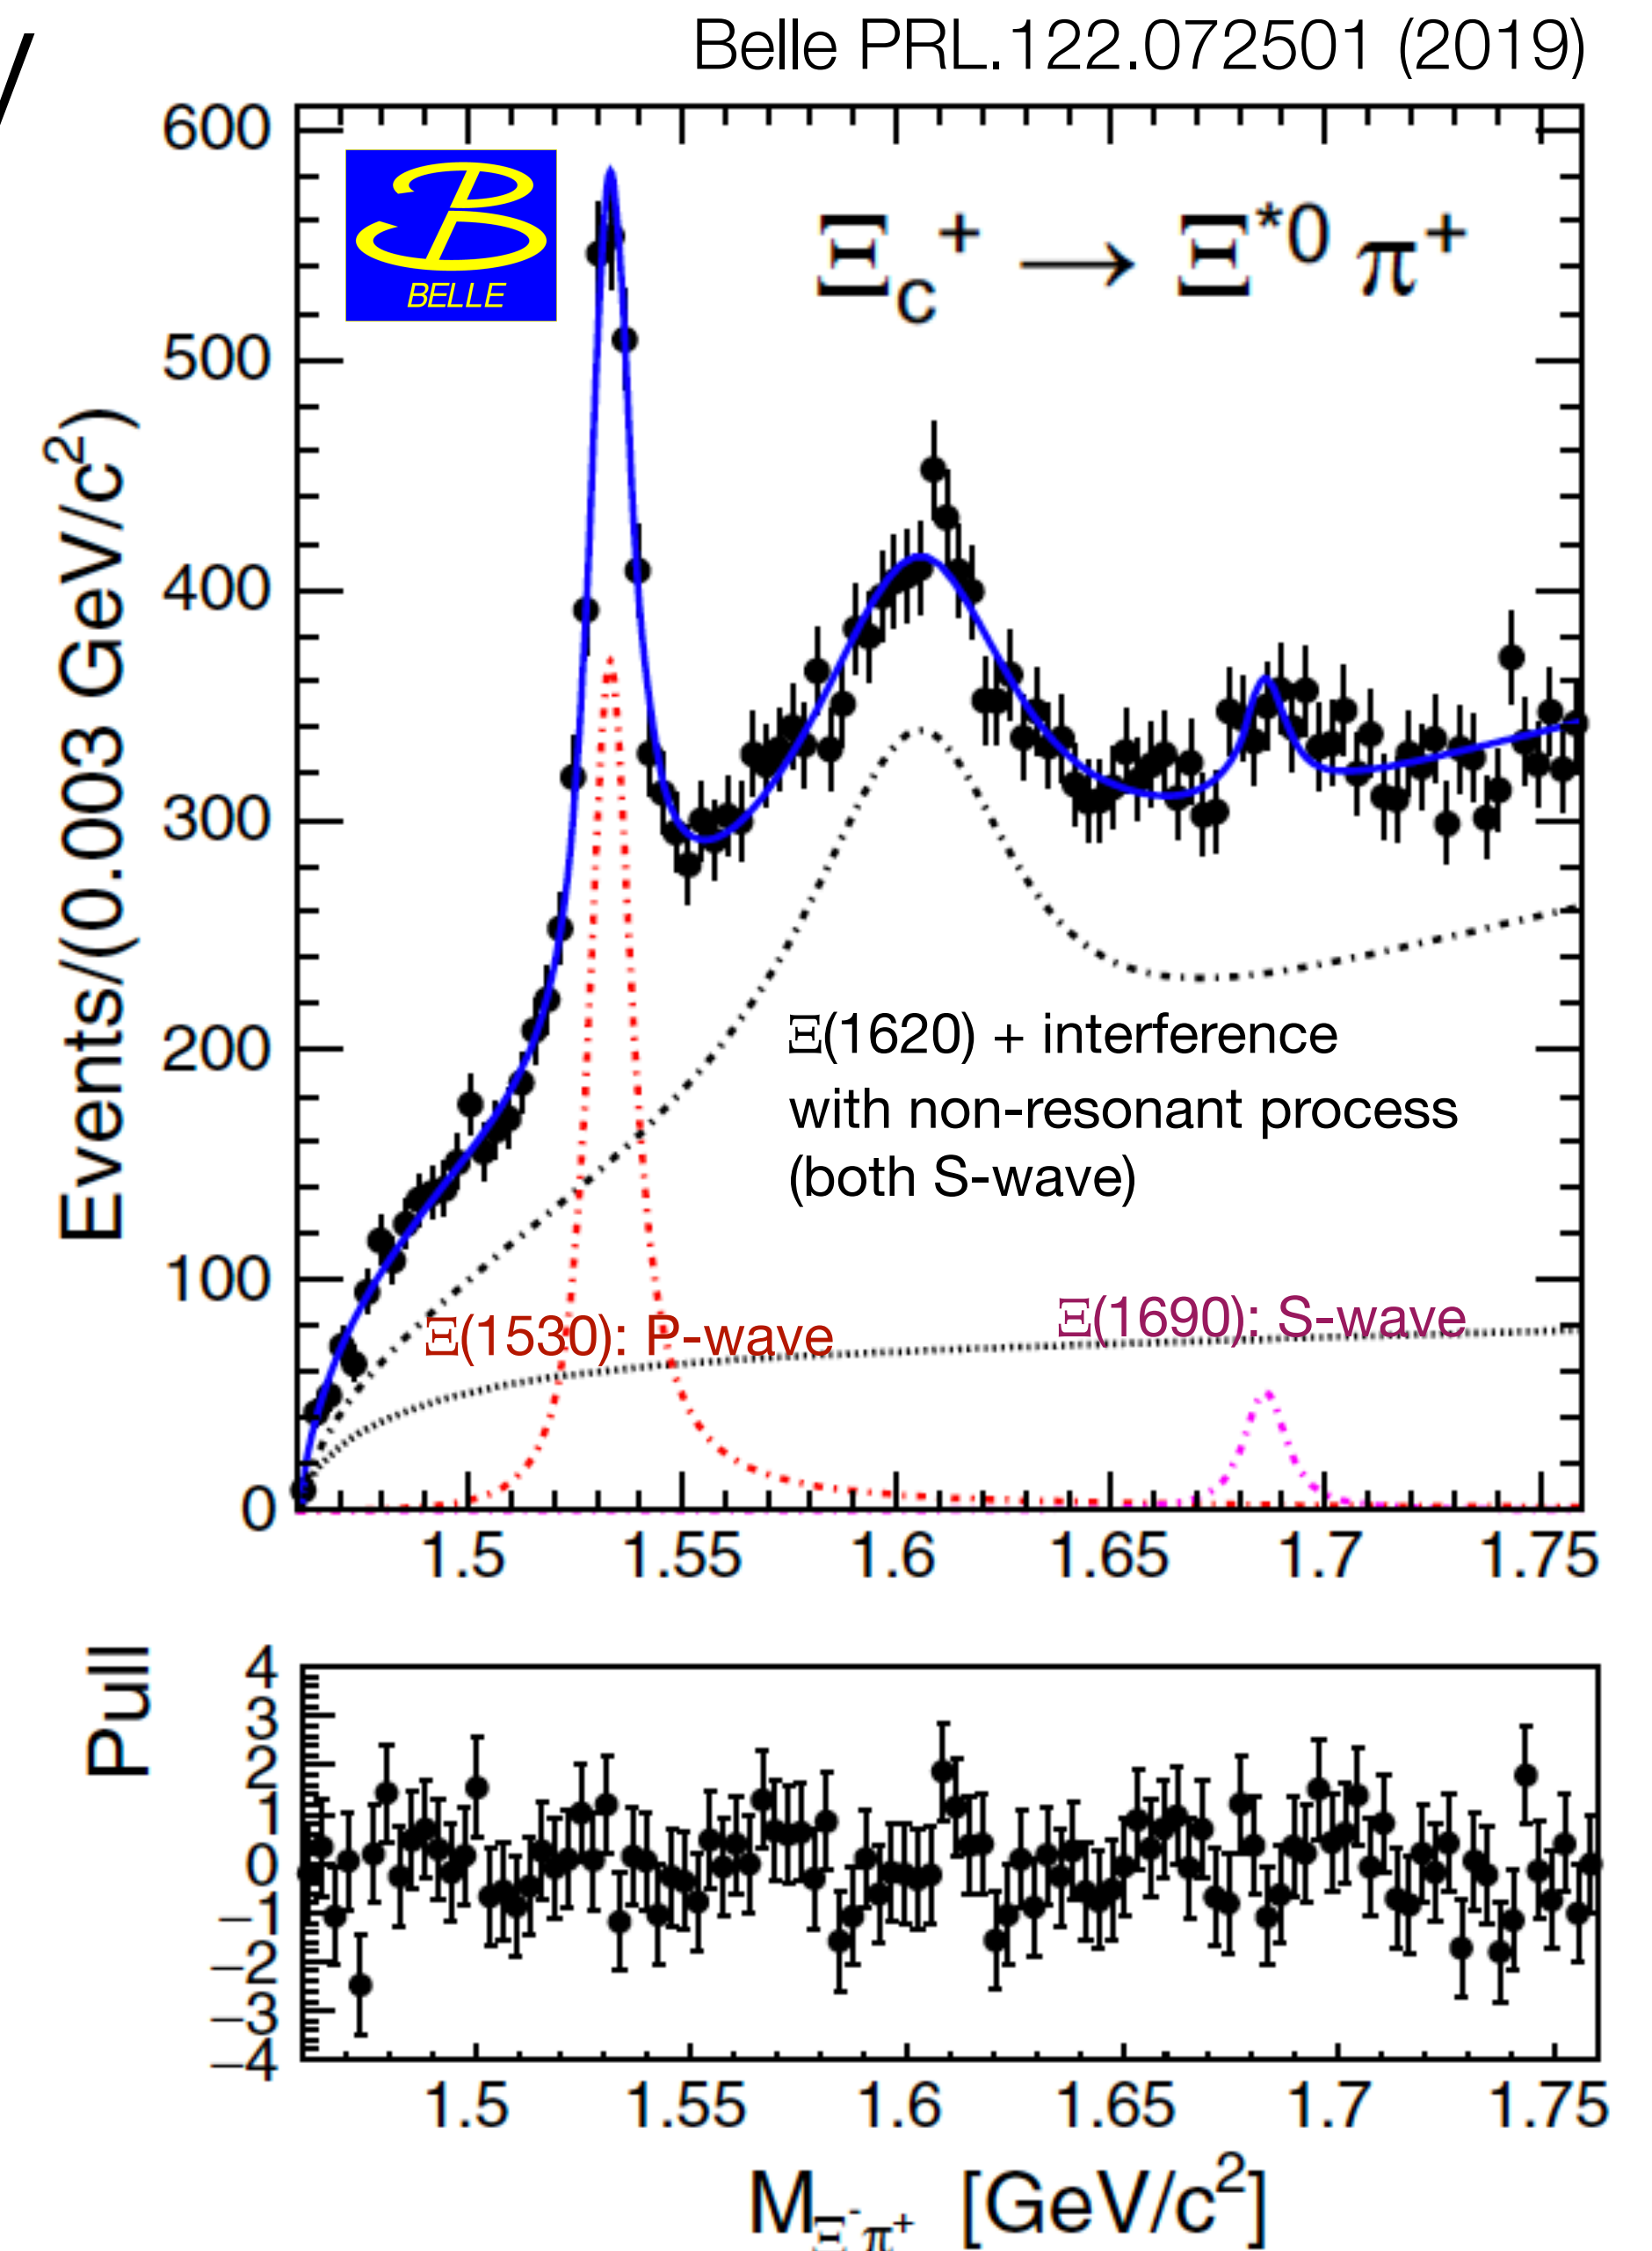 Belle PRL.122.072501 (2019)
BELLE
Ξc+ → Ξ*0 π+
Events/(0.003 GeV/c2)
600
500
400
300
200
100
0
Ξ(1620) + interference
with non-resonant process
(both S-wave)
Ξ(1530): P-wave
Ξ(1690): S-wave
1.5 1.55 1.6 1.65 1.7 1.75
Pull
4
3
2
1
0
−1
−2
−3
−4
1.5 1.55 1.6 1.65 1.7 1.75
MΞ-π+ [GeV/c2]